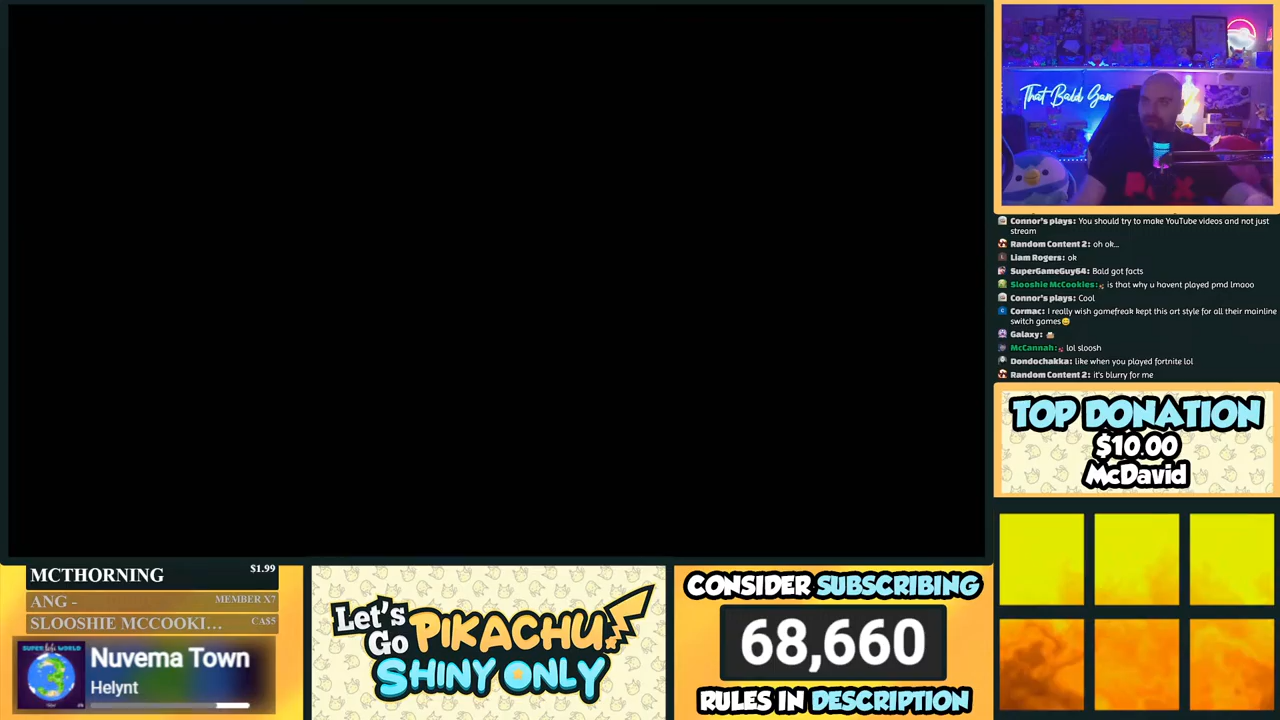 That Bald Gam
Connor's plays: You should try to make YouTube videos and not just
stream
Random Content 2: oh ok...
Liam Rogers: ok
SuperGameGuy64: Bald got facts
Slooshie McCookies: is that why u havent played pmd lmaoo
Connor's plays: Cool
Cormac: I really wish gamefreak kept this art style for all their mainline
switch games😅
Galaxy:
McCannah: lol sloosh
Dondochakka: like when you played fortnite lol
Random Content 2: it's blurry for me
TOP DONATION
$10.00
McDavid
MCTHORNING $1.99
ANG - MEMBER X7
SLOOSHIE MCCOOKI... CA$5
SUPER WORLD
Nuvema Town
Helynt
Let's Go PIKACHU!
SHINY ONLY
CONSIDER SUBSCRIBING
68,660
RULES IN DESCRIPTION